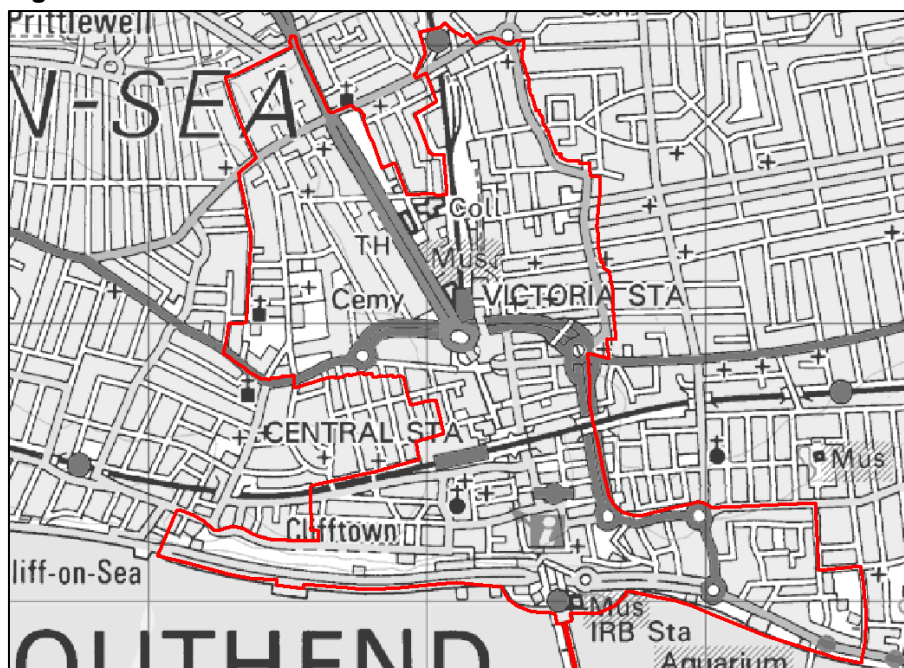 Prittlewell
N-SEA
Coll
TH
Mus
VICTORIA STA
Cemy
CENTRAL STA
Mus
Clifftown
i
liff-on-Sea
Mus
IRB Sta
OUTHEND
Aquarium